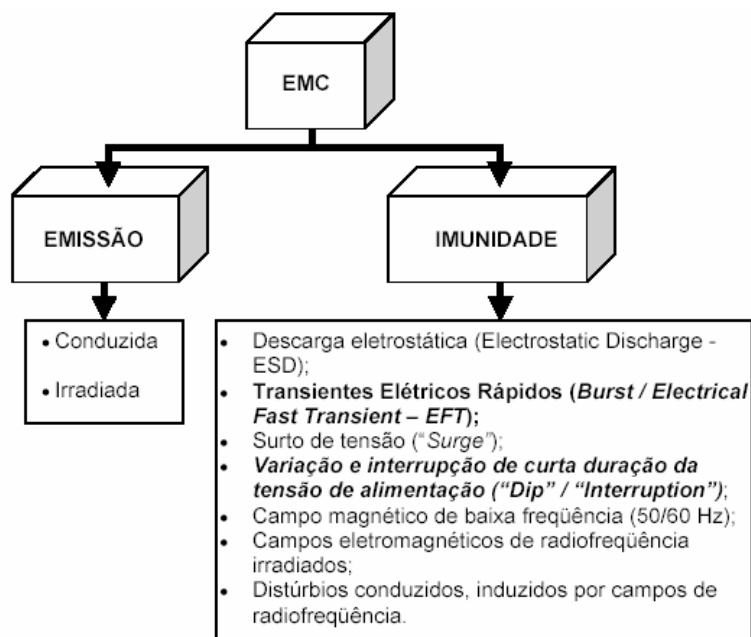 EMC
EMISSÃO
IMUNIDADE
• Conduzida
• Irradiada
• Descarga eletrostática (Electrostatic Discharge -
ESD);
• Transientes Elétricos Rápidos (Burst / Electrical
Fast Transient – EFT);
• Surto de tensão (“Surge”);
• Variação e interrupção de curta duração da
tensão de alimentação (“Dip” / “Interruption”);
• Campo magnético de baixa freqüência (50/60 Hz);
• Campos eletromagnéticos de radiofreqüência
irradiados;
• Distúrbios conduzidos, induzidos por campos de
radiofreqüência.